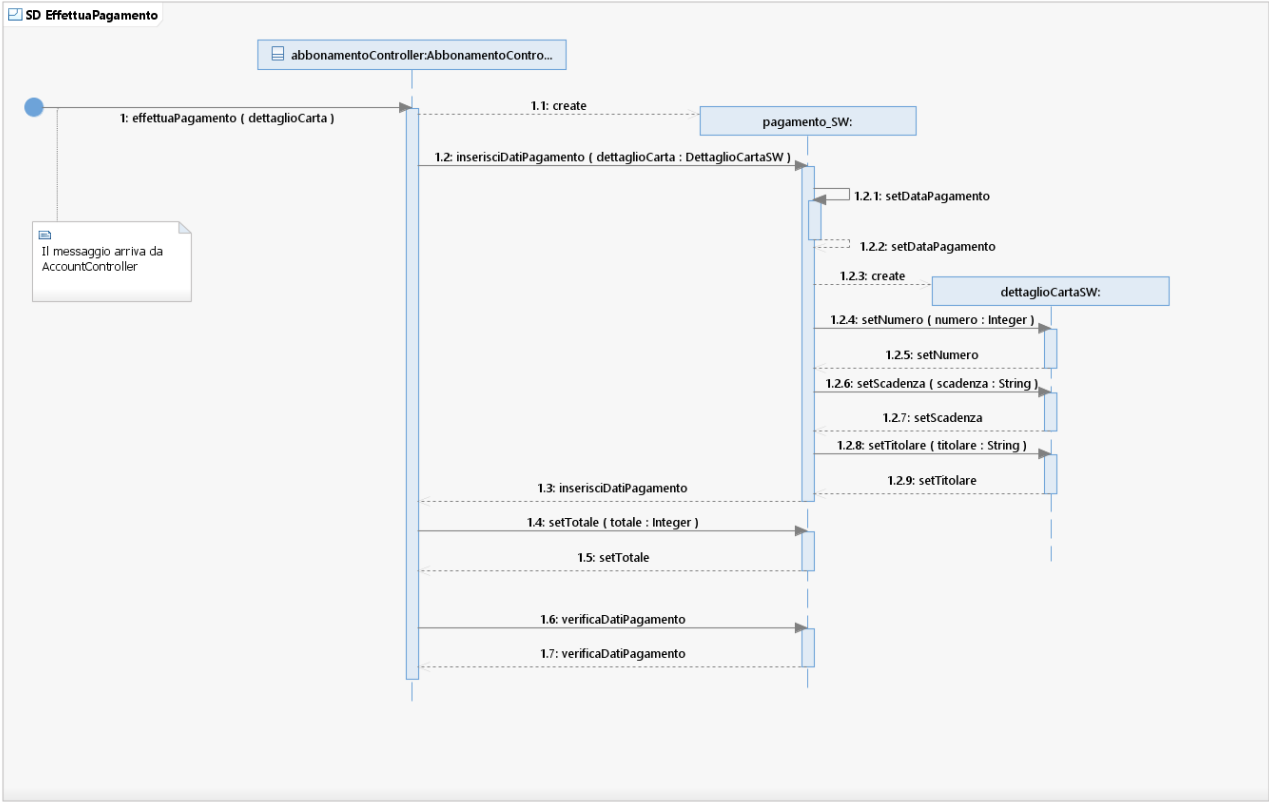 SD EffettuaPagamento
abbonamentoController:AbbonamentoContro...
1: effettuaPagamento ( dettaglioCarta )
1.1: create
pagamento_SW:
1.2: inserisciDatiPagamento ( dettaglioCarta : DettaglioCartaSW )
1.2.1: setDataPagamento
Il messaggio arriva da
AccountController
1.2.2: setDataPagamento
1.2.3: create
dettaglioCartaSW:
1.2.4: setNumero ( numero : Integer )
1.2.5: setNumero
1.2.6: setScadenza ( scadenza : String )
1.2.7: setScadenza
1.2.8: setTitolare ( titolare : String )
1.2.9: setTitolare
1.3: inserisciDatiPagamento
1.4: setTotale ( totale : Integer )
1.5: setTotale
1.6: verificaDatiPagamento
1.7: verificaDatiPagamento